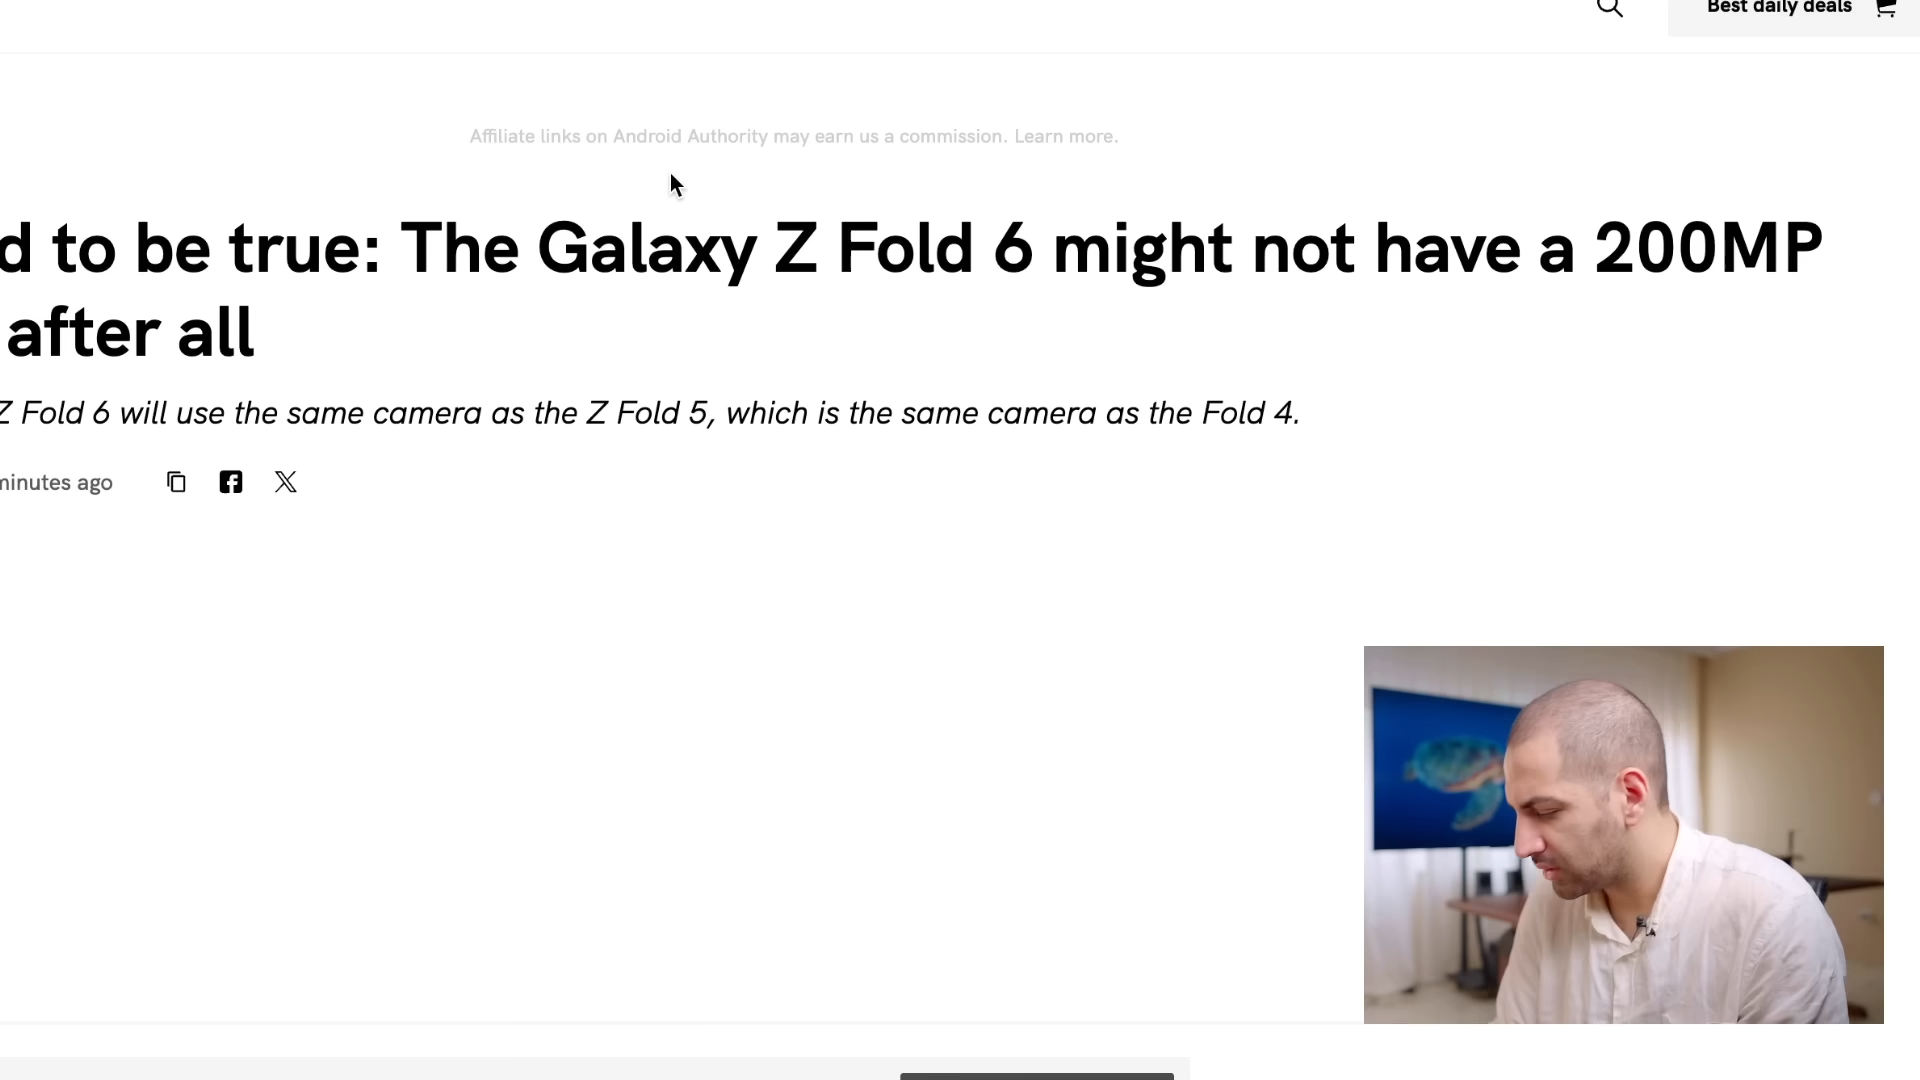 Best daily deals
Affiliate links on Android Authority may earn us a commission. Learn more.
d to be true: The Galaxy Z Fold 6 might not have a 200MP
after all
Z Fold 6 will use the same camera as the Z Fold 5, which is the same camera as the Fold 4.
minutes ago